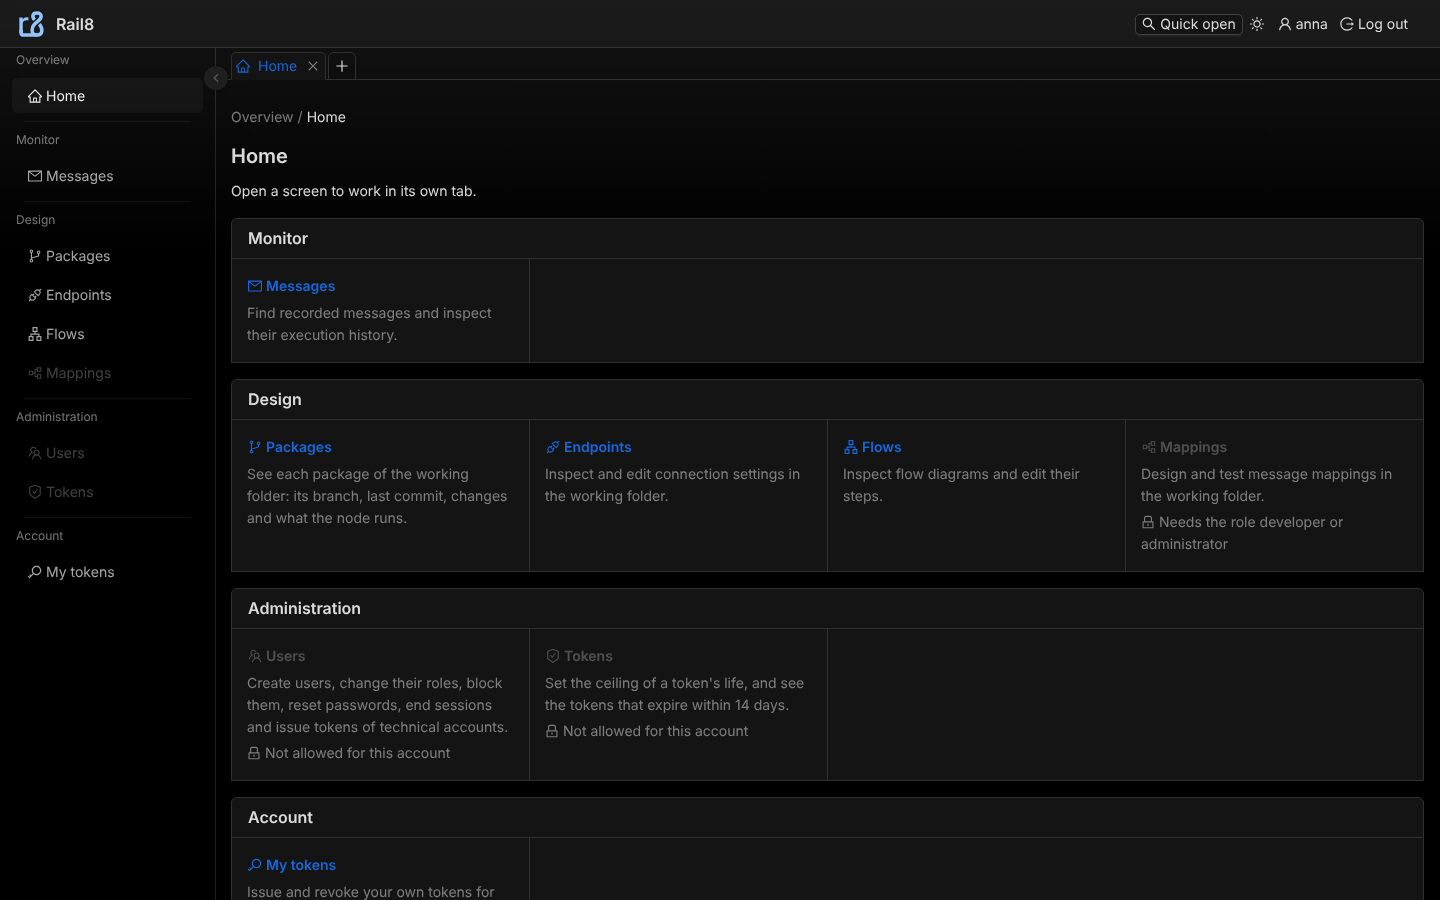 Rail8
Quick open
anna
Log out
Overview
Home
Monitor
Messages
Design
Packages
Endpoints
Flows
Mappings
Administration
Users
Tokens
Account
My tokens
Home
Overview / Home
Home
Open a screen to work in its own tab.
Monitor
Messages
Find recorded messages and inspect
their execution history.
Design
Packages
See each package of the working
folder: its branch, last commit, changes
and what the node runs.
Endpoints
Inspect and edit connection settings in
the working folder.
Flows
Inspect flow diagrams and edit their
steps.
Mappings
Design and test message mappings in
the working folder.
Needs the role developer or
administrator
Administration
Users
Create users, change their roles, block
them, reset passwords, end sessions
and issue tokens of technical accounts.
Not allowed for this account
Tokens
Set the ceiling of a token's life, and see
the tokens that expire within 14 days.
Not allowed for this account
Account
My tokens
Issue and revoke your own tokens for